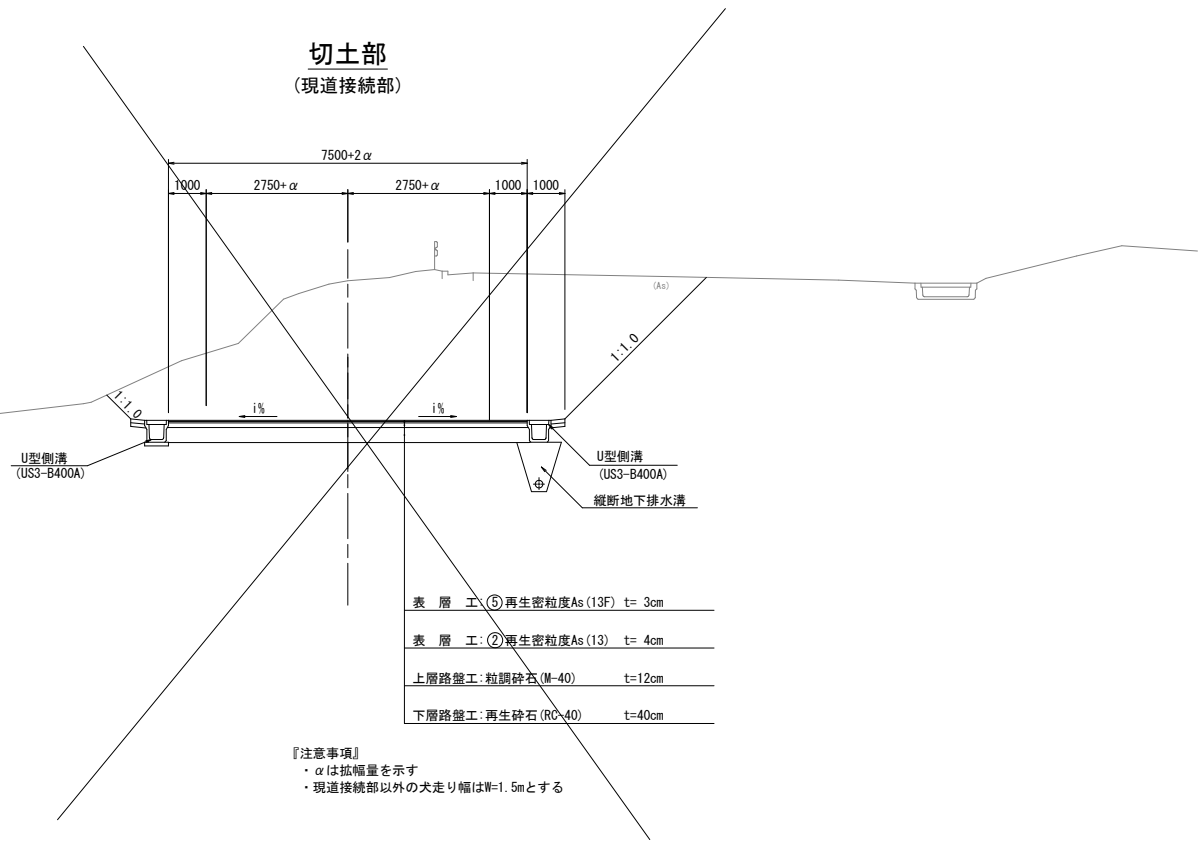 切土部
(現道接続部)
7500+2α
1000 2750+α 2750+α 1000 1000
(As)
1:1.0
1:1.0
i% i%
U型側溝
(US3-B400A)
U型側溝
(US3-B400A)
縦断地下排水溝
表 層 工:⑤再生密粒度As(13F) t= 3cm
表 層 工:②再生密粒度As(13) t= 4cm
上層路盤工:粒調砕石(M-40) t=12cm
下層路盤工:再生砕石(RC-40) t=40cm
『注意事項』
・αは拡幅量を示す
・現道接続部以外の犬走り幅はW=1.5mとする